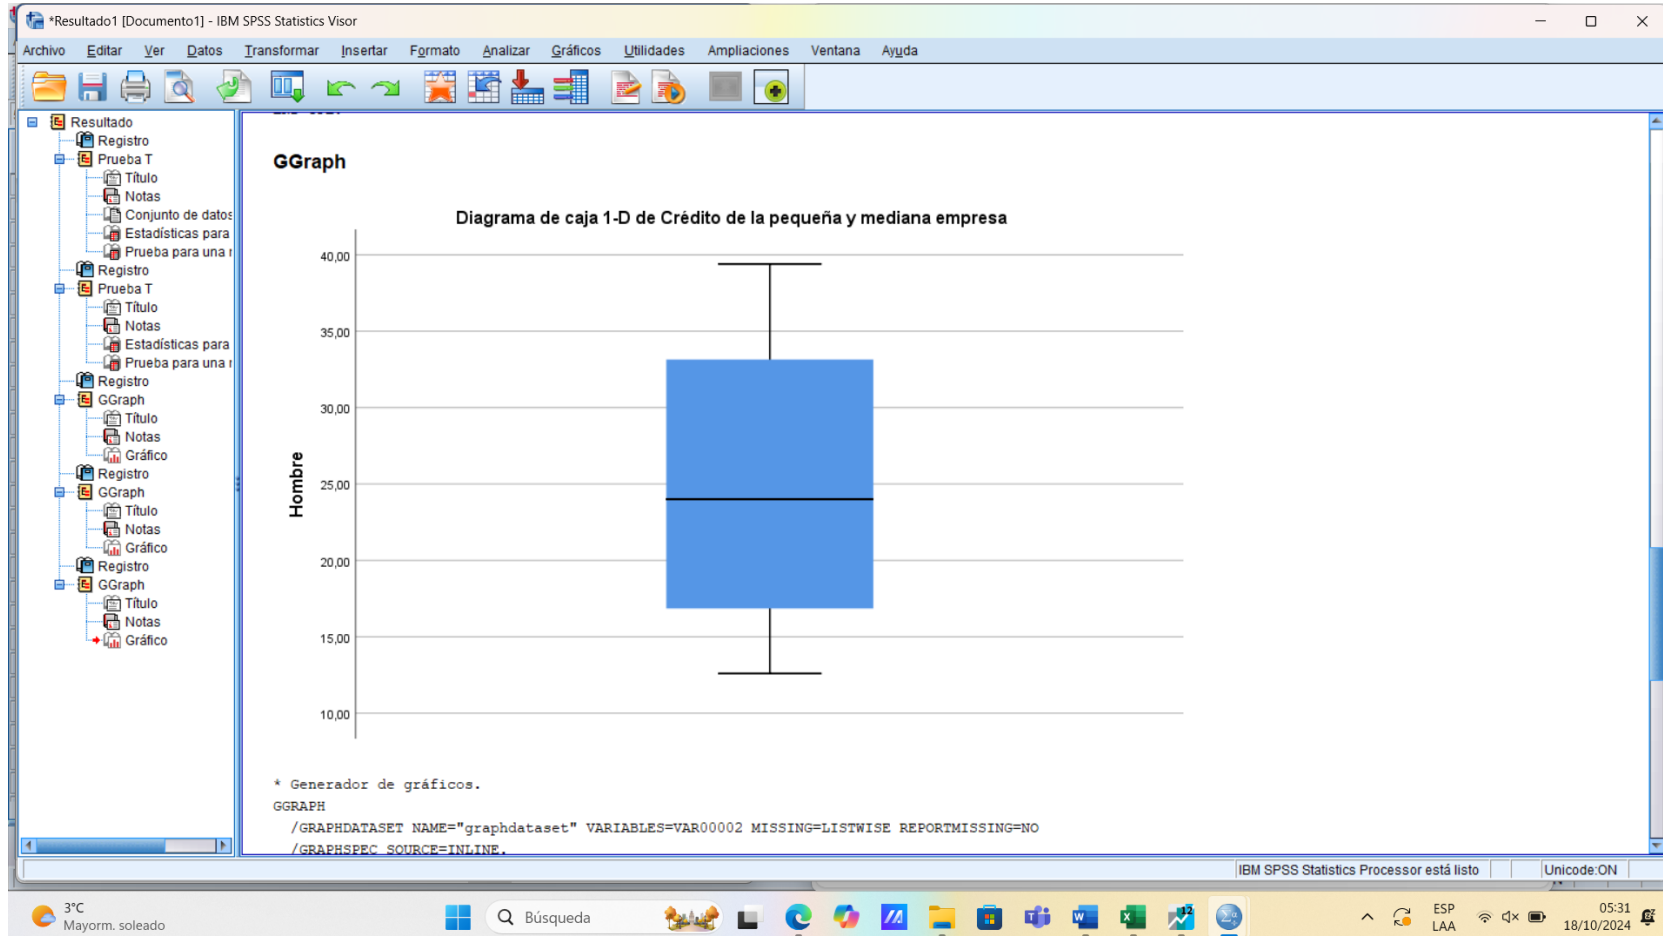 *Resultado1 [Documento1] - IBM SPSS Statistics Visor
Archivo Editar Ver Datos Transformar Insertar Formato Analizar Gráficos Utilidades Ampliaciones Ventana Ayuda
Resultado
Registro
Prueba T
Título
Notas
Conjunto de datos
Estadísticas para
Prueba para una
Registro
Prueba T
Título
Notas
Estadísticas para
Prueba para una
Registro
GGraph
Título
Notas
Gráfico
Registro
GGraph
Título
Notas
Gráfico
Registro
GGraph
Título
Notas
Gráfico
GGraph
Diagrama de caja 1-D de Crédito de la pequeña y mediana empresa
40,00
35,00
30,00
25,00
20,00
15,00
10,00
Hombre
* Generador de gráficos.
GGRAPH
/GRAPHDATASET NAME="graphdataset" VARIABLES=VAR00002 MISSING=LISTWISE REPORTMISSING=NO
/GRAPHSPEC SOURCE=INLINE.
IBM SPSS Statistics Processor está listo
Unicode:ON
3°C
Mayorm. soleado
Búsqueda
12
ESP
LAA
05:31
18/10/2024